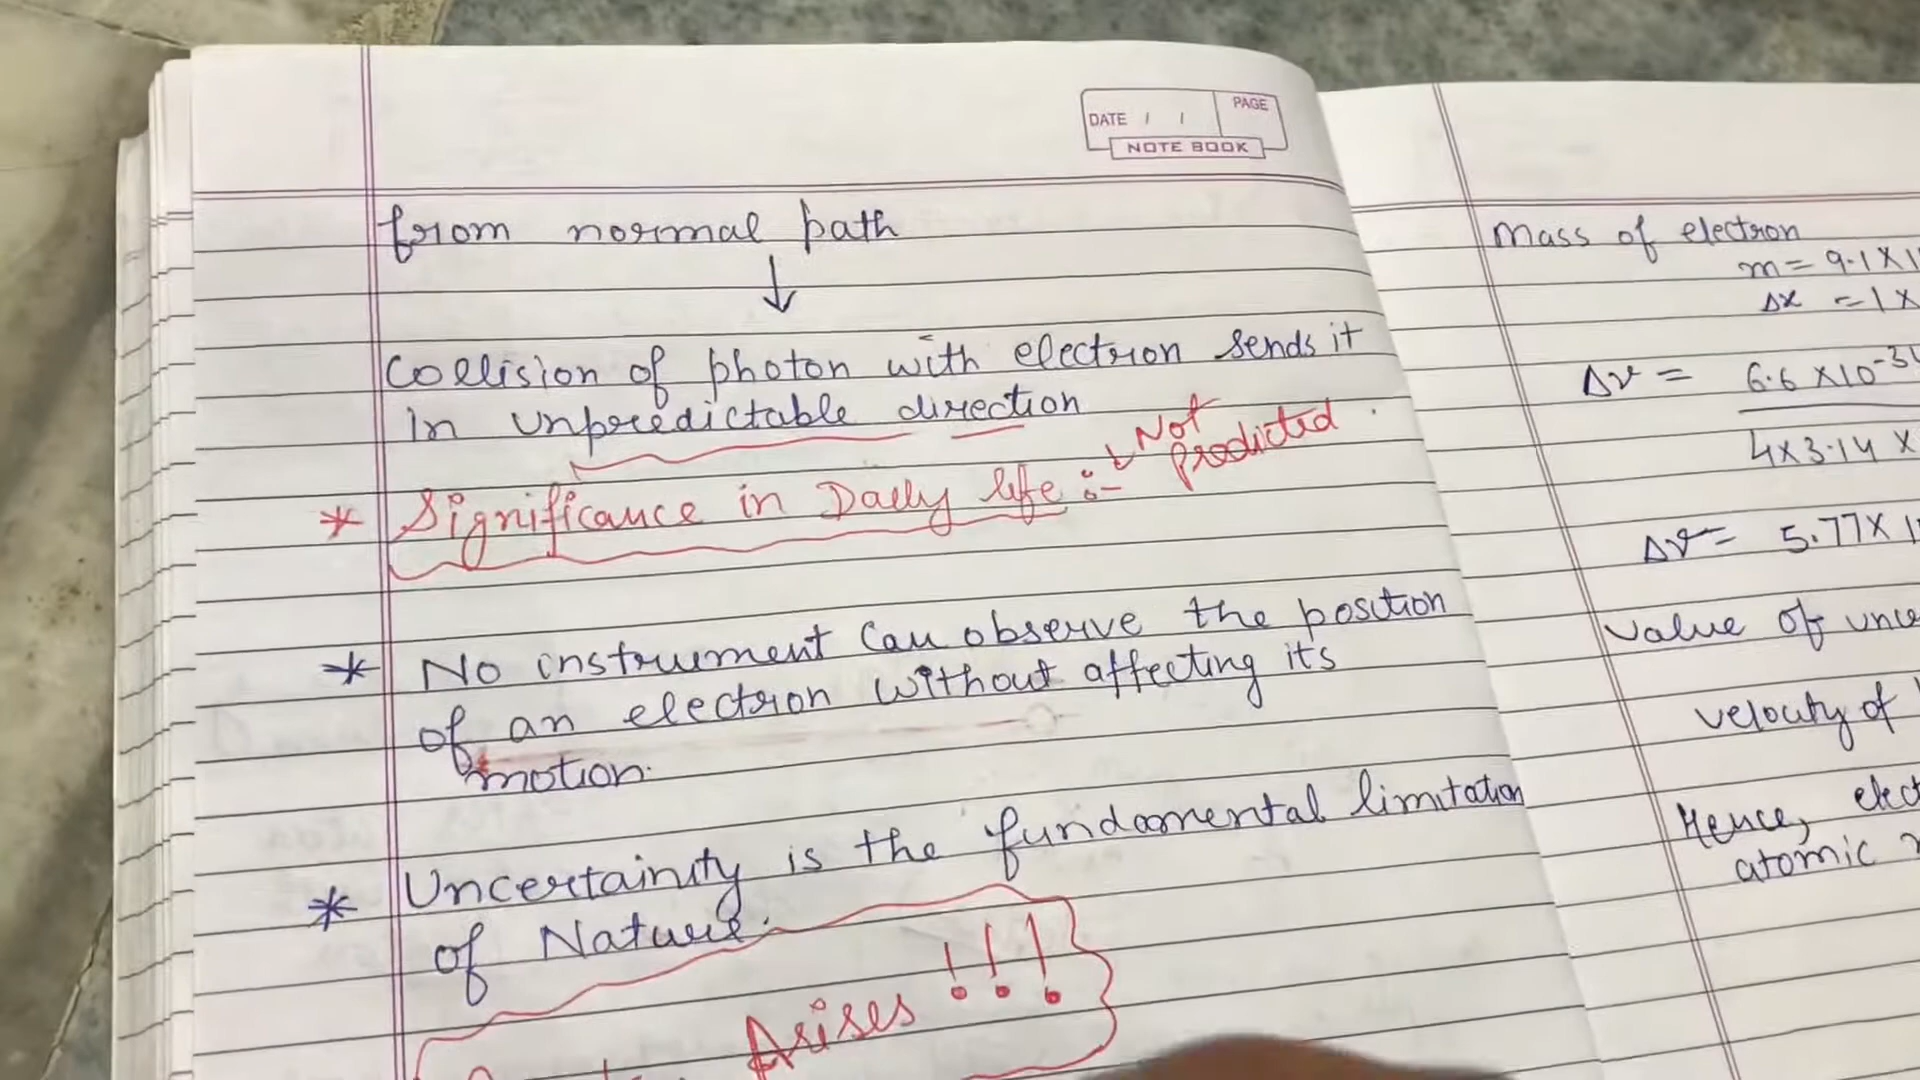 DATE / / PAGE
NOTE BOOK
from normal path
↓
Collision of photon with electron sends it
in unpredictable direction
Not
Predicted
* Significance in Daily life :-
* No instrument can observe the position
of an electron without affecting its
motion.
* Uncertainity is the fundamental limitation
of Nature.
Arises !!!
Mass of electron
m = 9.1 X 1
Δx = 1 X
Δv = 6.6 X 10⁻³⁴
4 X 3.14 X
Δv = 5.77 X 1
Value of unce
velocity of
Hence, elect
atomic